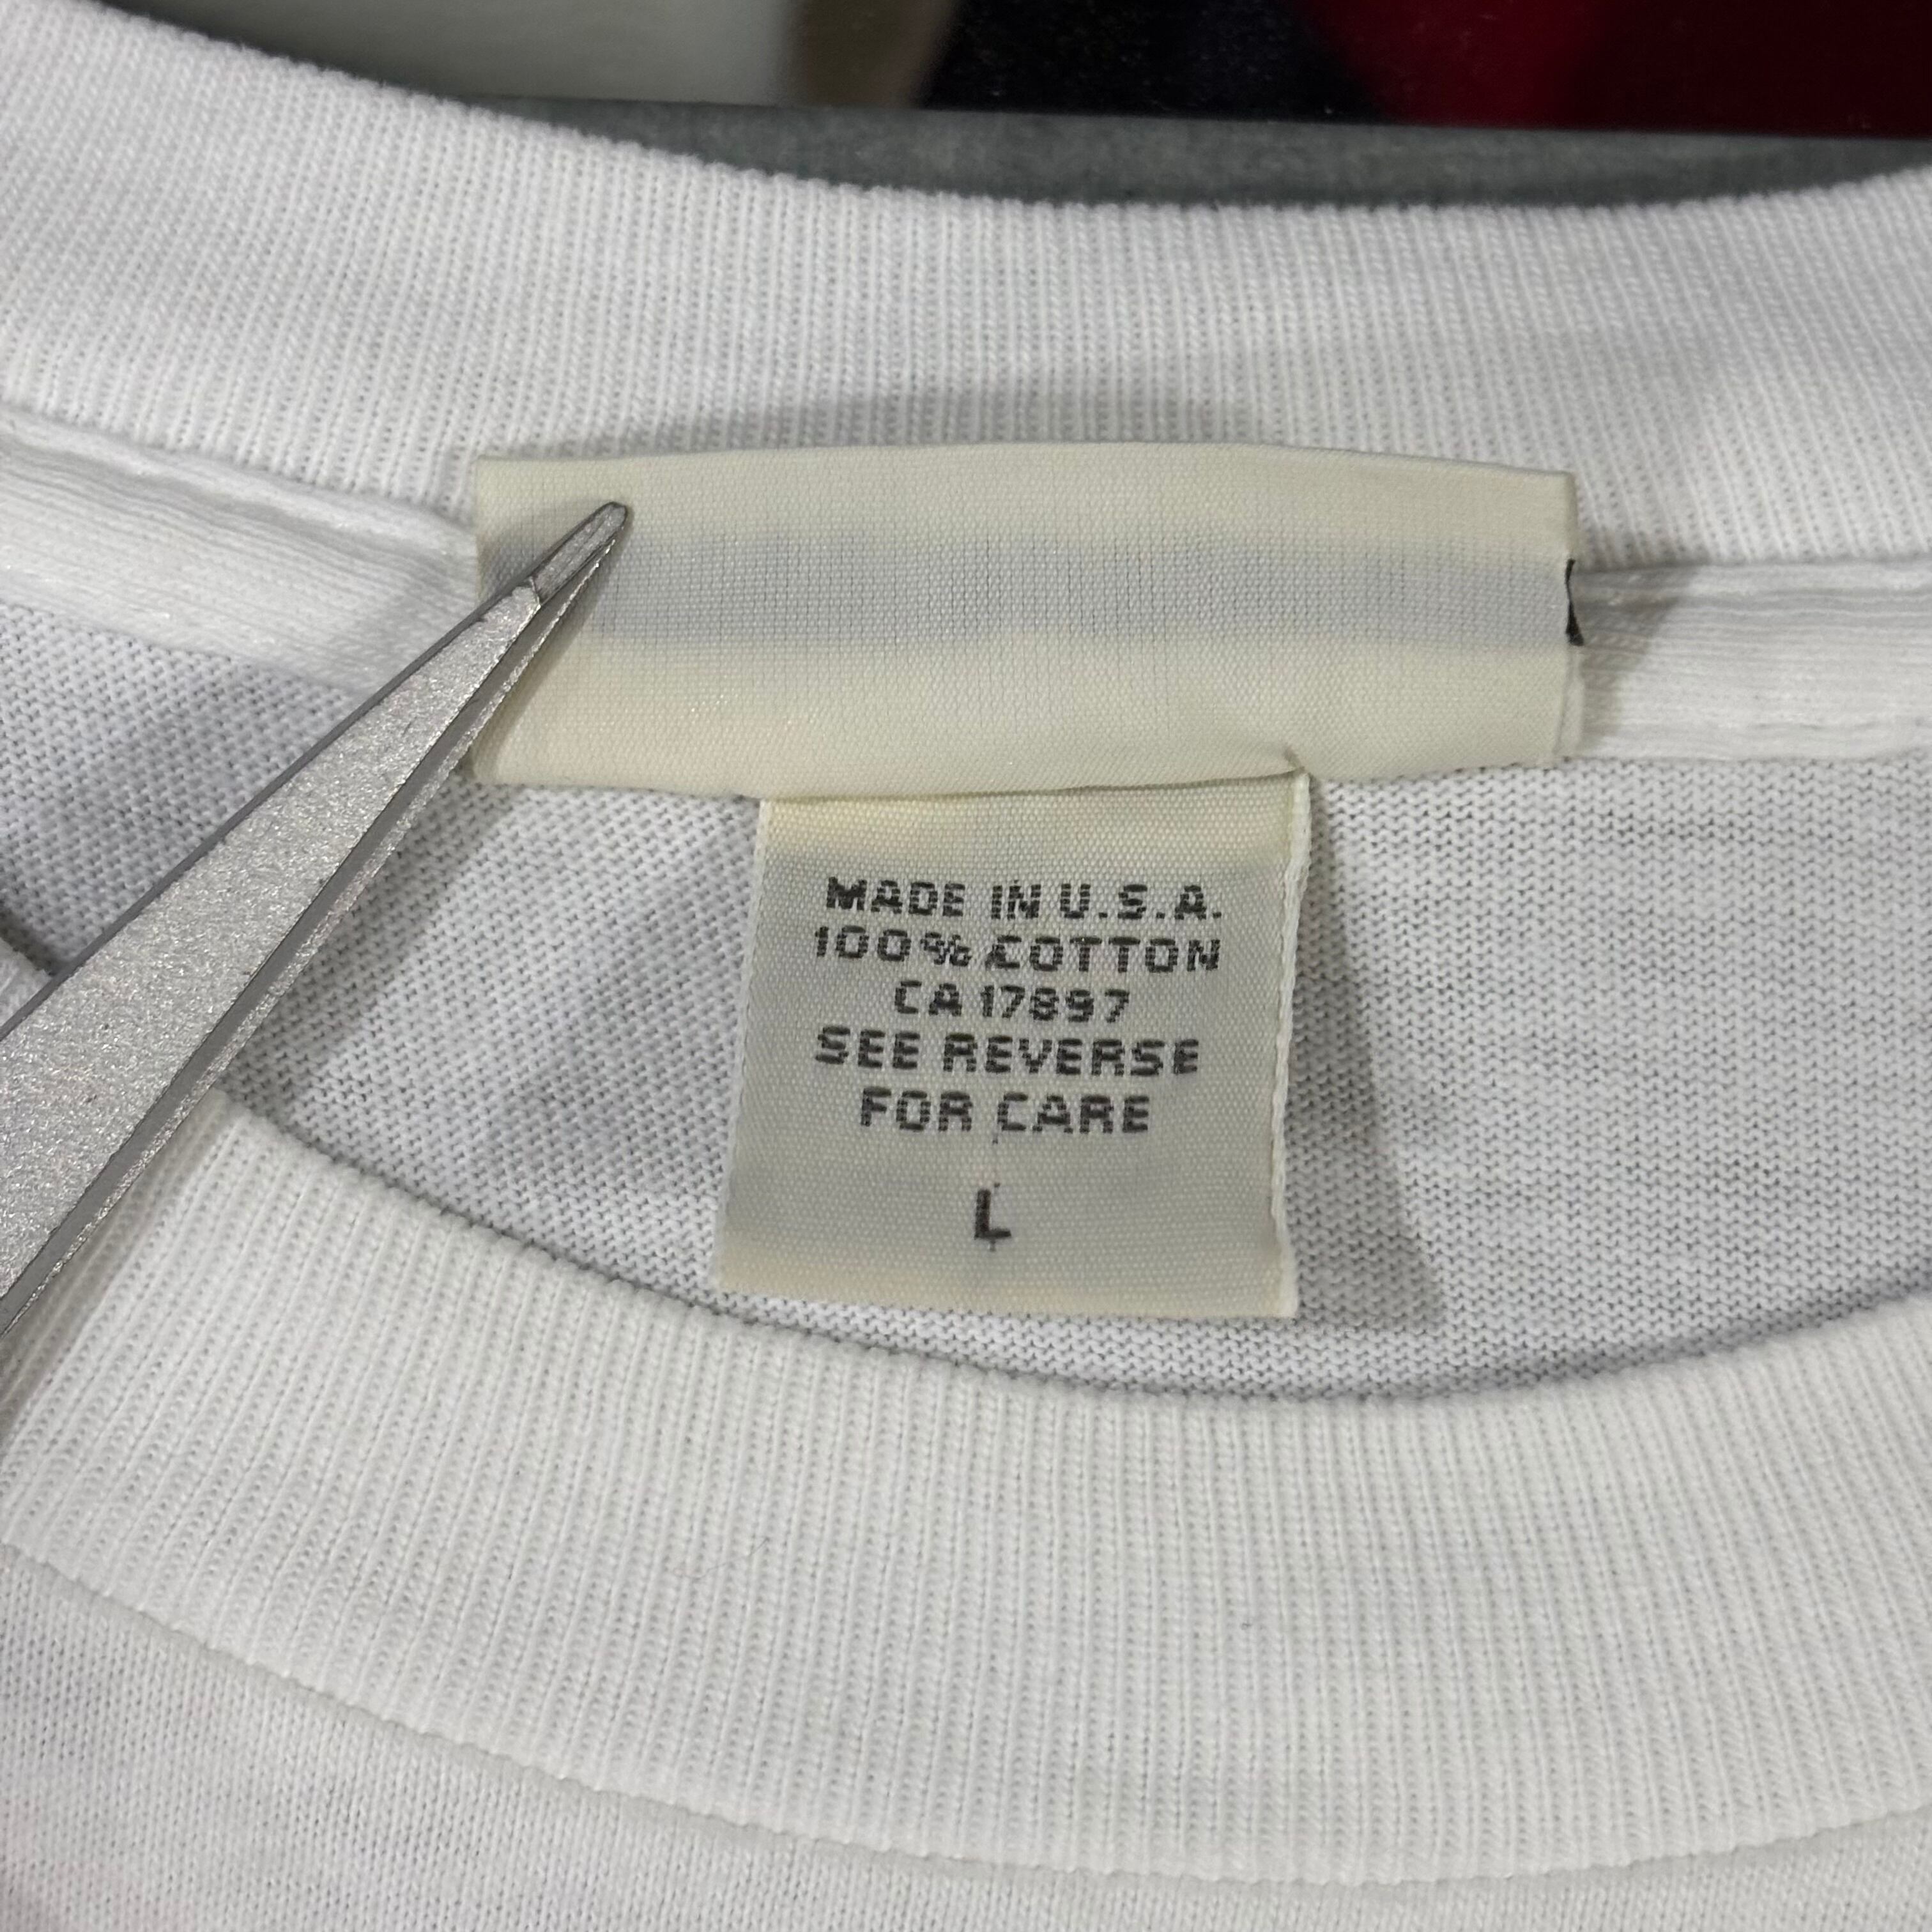 MADE IN U.S.A.
100% COTTON
CA 17897
SEE REVERSE
FOR CARE
L